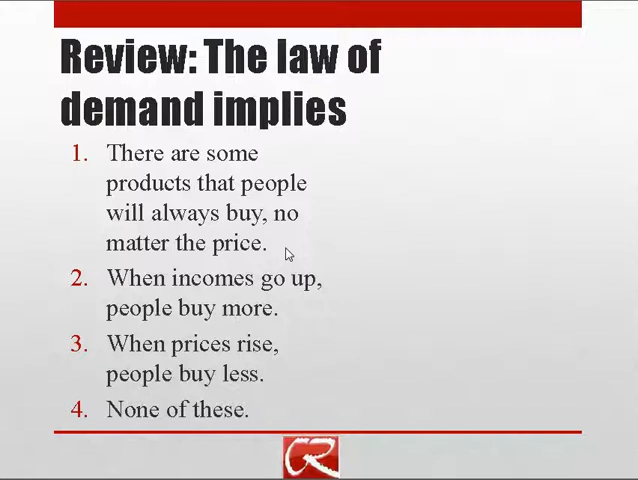 Review: The law of
demand implies
1. There are some
products that people
will always buy, no
matter the price.
2. When incomes go up,
people buy more.
3. When prices rise,
people buy less.
4. None of these.